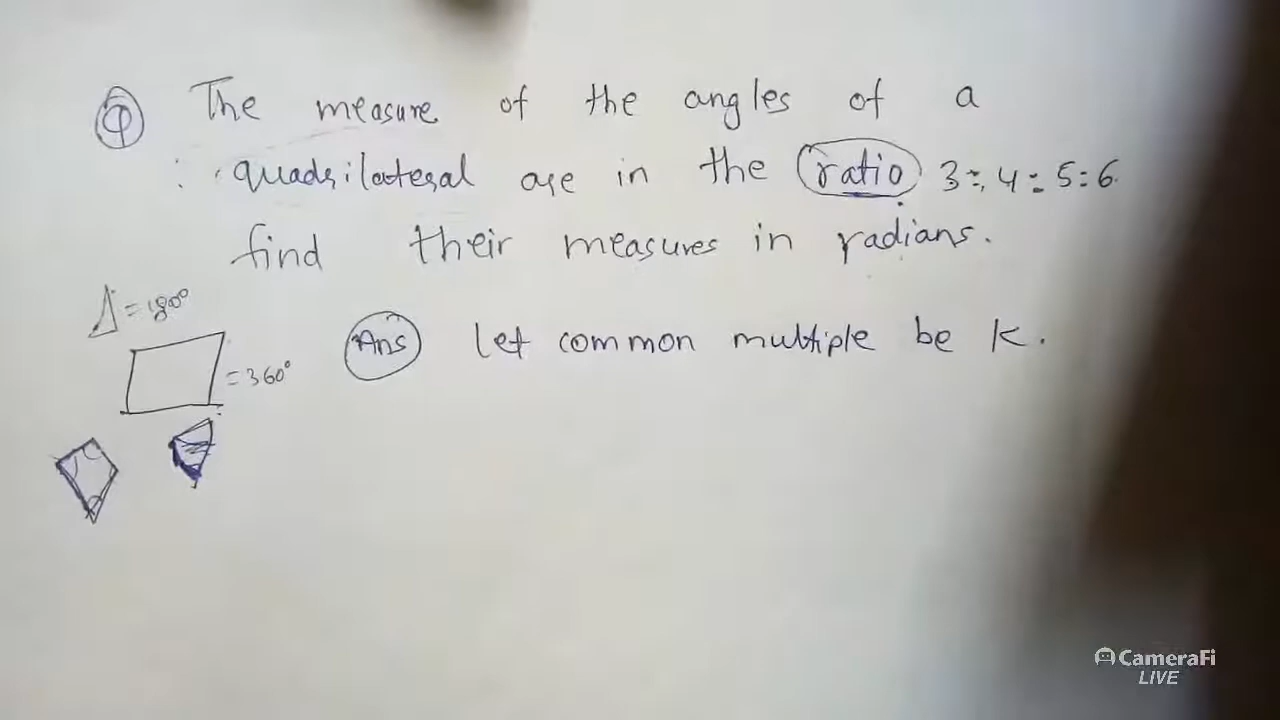 Q The measure of the angles of a
quadrilateral are in the ratio 3:4:5:6
find their measures in radians.
= 180°
= 360°
Ans let common multiple be k.
CameraFi
LIVE